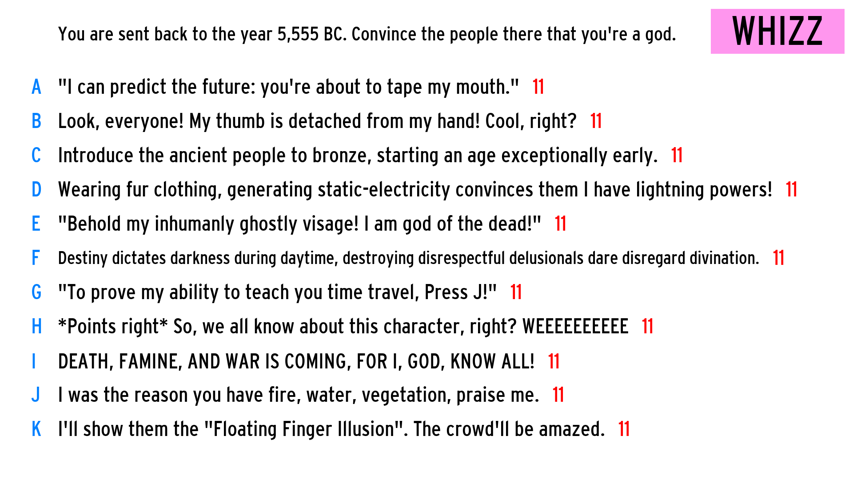 You are sent back to the year 5,555 BC. Convince the people there that you're a god.
WHIZZ
A "I can predict the future: you're about to tape my mouth." 11
B Look, everyone! My thumb is detached from my hand! Cool, right? 11
C Introduce the ancient people to bronze, starting an age exceptionally early. 11
D Wearing fur clothing, generating static-electricity convinces them I have lightning powers! 11
E "Behold my inhumanly ghostly visage! I am god of the dead!" 11
F Destiny dictates darkness during daytime, destroying disrespectful delusionals dare disregard divination. 11
G "To prove my ability to teach you time travel, Press J!" 11
H *Points right* So, we all know about this character, right? WEEEEEEEEEE 11
I DEATH, FAMINE, AND WAR IS COMING, FOR I, GOD, KNOW ALL! 11
J I was the reason you have fire, water, vegetation, praise me. 11
K I'll show them the "Floating Finger Illusion". The crowd'll be amazed. 11